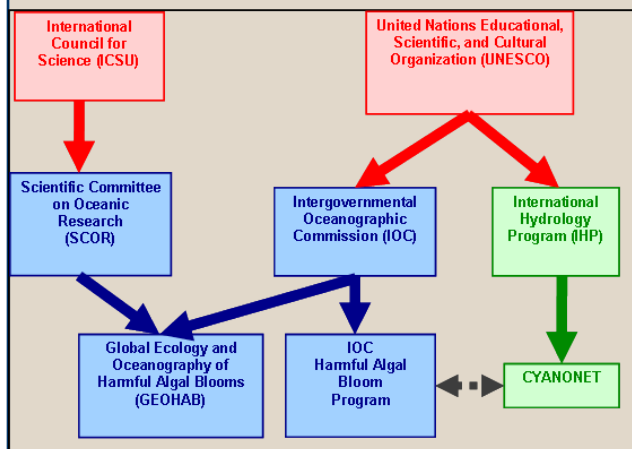 International
Council for
Science (ICSU)
United Nations Educational,
Scientific, and Cultural
Organization (UNESCO)
Scientific Committee
on Oceanic
Research
(SCOR)
Intergovernmental
Oceanographic
Commission (IOC)
International
Hydrology
Program (IHP)
Global Ecology and
Oceanography of
Harmful Algal Blooms
(GEOHAB)
IOC
Harmful Algal
Bloom
Program
CYANONET